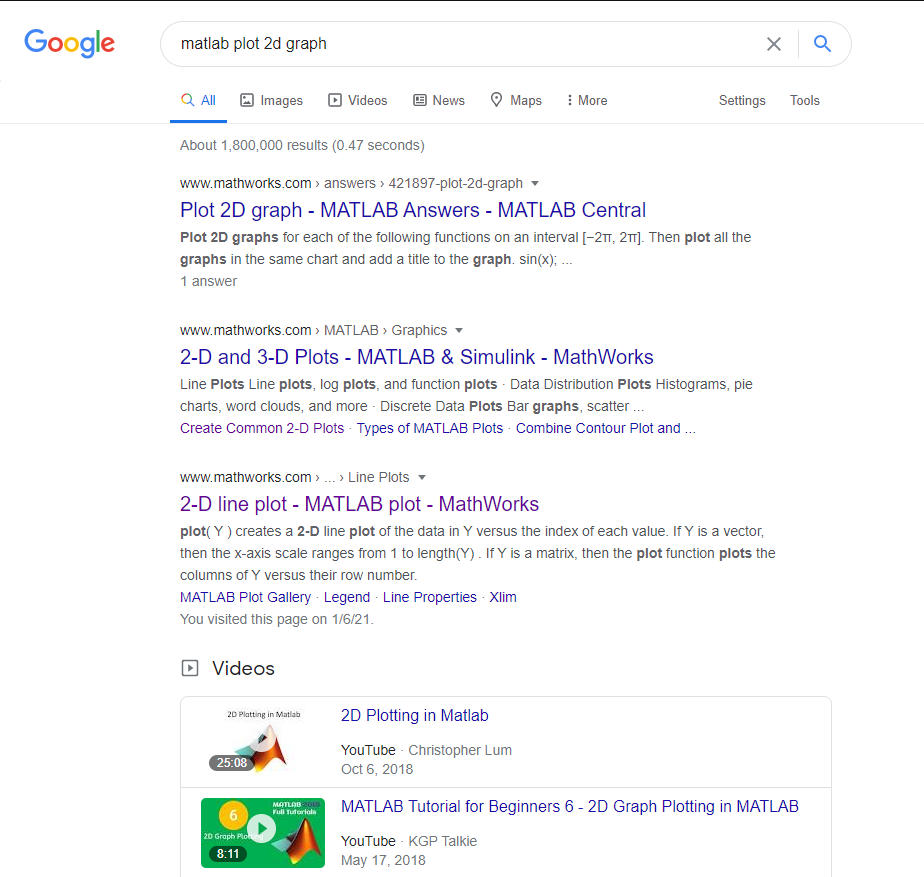 Google
matlab plot 2d graph
All Images Videos News Maps More Settings Tools
About 1,800,000 results (0.47 seconds)
www.mathworks.com › answers › 421897-plot-2d-graph
Plot 2D graph - MATLAB Answers - MATLAB Central
Plot 2D graphs for each of the following functions on an interval [−2π, 2π]. Then plot all the
graphs in the same chart and add a title to the graph. sin(x); ...
1 answer
www.mathworks.com › MATLAB › Graphics
2-D and 3-D Plots - MATLAB & Simulink - MathWorks
Line Plots Line plots, log plots, and function plots · Data Distribution Plots Histograms, pie
charts, word clouds, and more · Discrete Data Plots Bar graphs, scatter ...
Create Common 2-D Plots · Types of MATLAB Plots · Combine Contour Plot and ...
www.mathworks.com › ... › Line Plots
2-D line plot - MATLAB plot - MathWorks
plot( Y ) creates a 2-D line plot of the data in Y versus the index of each value. If Y is a vector,
then the x-axis scale ranges from 1 to length(Y) . If Y is a matrix, then the plot function plots the
columns of Y versus their row number.
MATLAB Plot Gallery · Legend · Line Properties · Xlim
You visited this page on 1/6/21.
Videos
2D Plotting in Matlab
25:08
2D Plotting in Matlab
YouTube · Christopher Lum
Oct 6, 2018
6
MATLAB 2018
Full Tutorials
2D Graph Plotting
8:11
MATLAB Tutorial for Beginners 6 - 2D Graph Plotting in MATLAB
YouTube · KGP Talkie
May 17, 2018